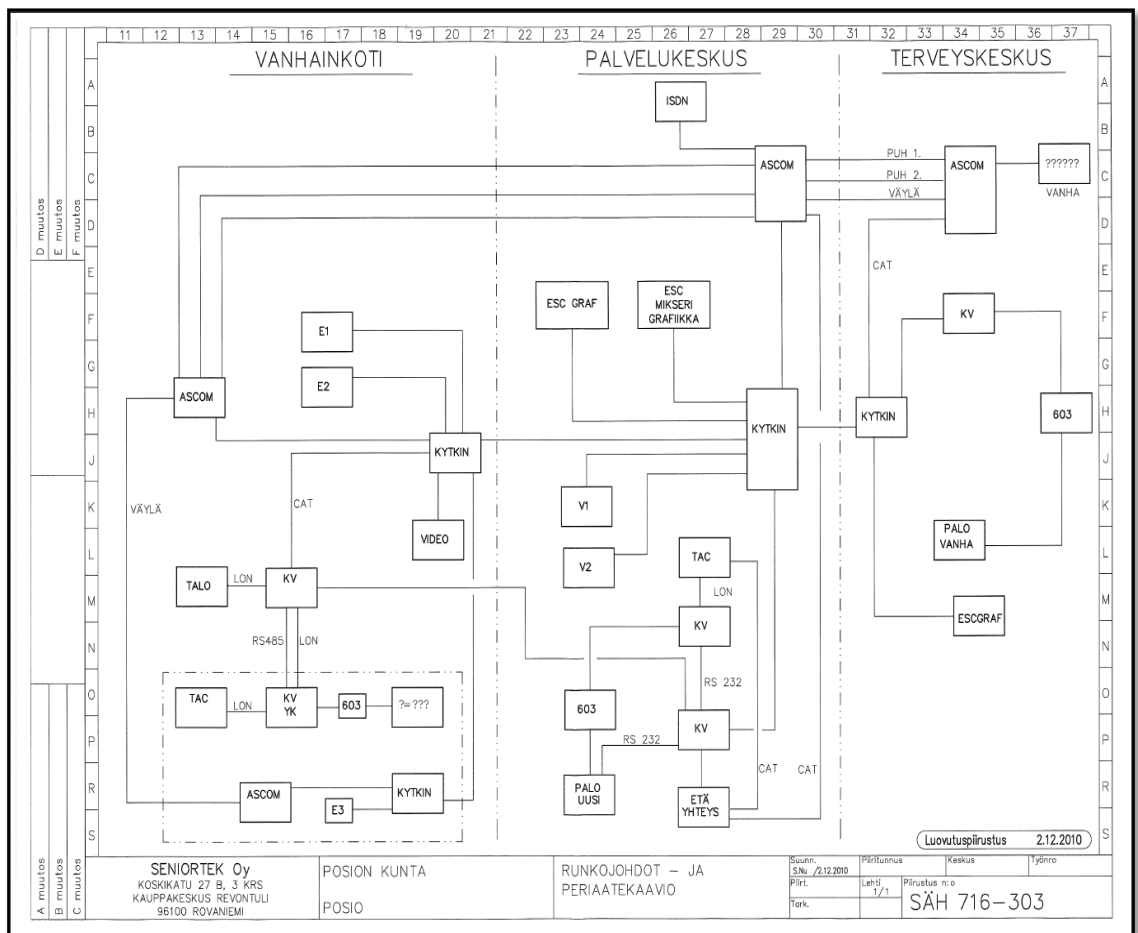 11 12 13 14 15 16 17 18 19 20 21 22 23 24 25 26 27 28 29 30 31 32 33 34 35 36 37
VANHAINKOTI
PALVELUKESKUS
TERVEYSKESKUS
A
B
C
D
E
F
G
H
J
K
L
M
N
O
P
R
S
A
B
C
D
E
F
G
H
J
K
L
M
N
O
P
R
S
D muutos
E muutos
F muutos
A muutos
B muutos
C muutos
ISDN
ASCOM
PUH 1.
PUH 2.
VÄYLÄ
ASCOM
??????
VANHA
CAT
ESC GRAF
ESC
MIKSERI
GRAFIIKKA
KV
E1
E2
ASCOM
KYTKIN
KYTKIN
KYTKIN
603
VÄYLÄ
CAT
VIDEO
V1
V2
PALO
VANHA
TALO
LON
KV
TAC
LON
ESCGRAF
RS485
LON
KV
RS 232
TAC
LON
KV
YK
603
?=???
603
KV
RS 232
ASCOM
E3
KYTKIN
PALO
UUSI
ETÄ
YHTEYS
CAT
CAT
Luovutuspiirustus 2.12.2010
SENIORTEK Oy
KOSKIKATU 27 B, 3 KRS
KAUPPAKESKUS REVONTULI
96100 ROVANIEMI
POSION KUNTA
POSIO
RUNKOJOHDOT – JA
PERIAATEKAAVIO
Suunn.
S.Nu /2.12.2010
Piirt.
Tark.
Piiritunnus
Keskus
Työnro
Lehti
1/1
Piirustus n:o
SÄH 716–303